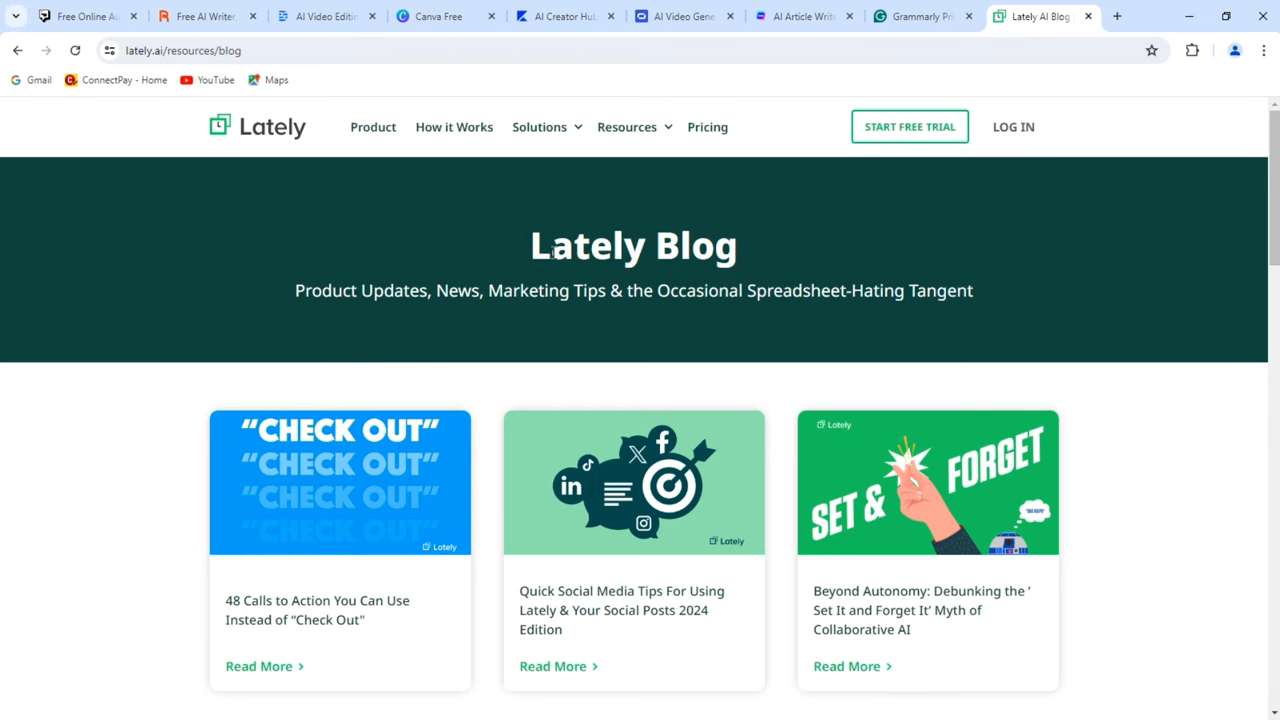 Free Online Au
Free AI Writer
AI Video Editin
Canva Free
AI Creator Hub
AI Video Gene
AI Article Write
Grammarly Pri
Lately AI Blog
lately.ai/resources/blog
Gmail
ConnectPay - Home
YouTube
Maps
Lately
Product
How it Works
Solutions
Resources
Pricing
START FREE TRIAL
LOG IN
Lately Blog
Product Updates, News, Marketing Tips & the Occasional Spreadsheet-Hating Tangent
"CHECK OUT"
"CHECK OUT"
"CHECK OUT"
"CHECK OUT"
Lately
48 Calls to Action You Can Use
Instead of "Check Out"
Read More
Lately
Quick Social Media Tips For Using
Lately & Your Social Posts 2024
Edition
Read More
Lately
SET & FORGET
Beyond Autonomy: Debunking the '
Set It and Forget It' Myth of
Collaborative AI
Read More